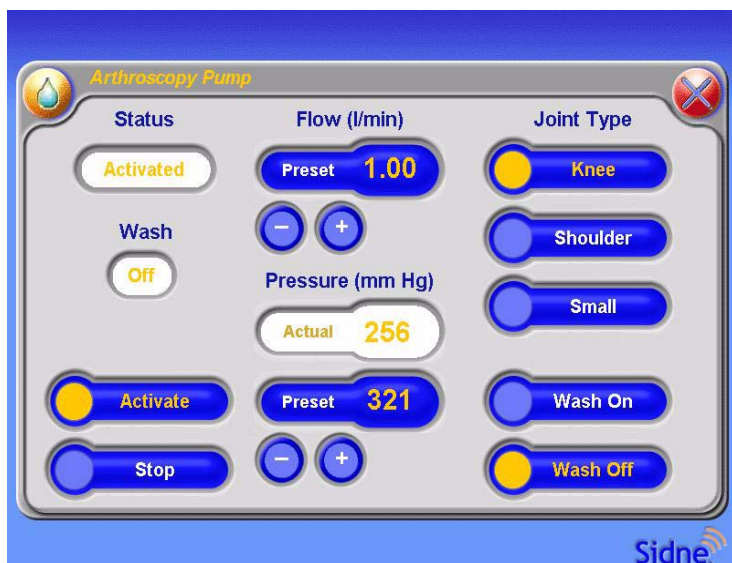 Arthroscopy Pump
Status
Activated
Wash
Off
Activate
Stop
Flow (l/min)
Preset 1.00
- +
Pressure (mm Hg)
Actual 256
Preset 321
- +
Joint Type
Knee
Shoulder
Small
Wash On
Wash Off
Sidne